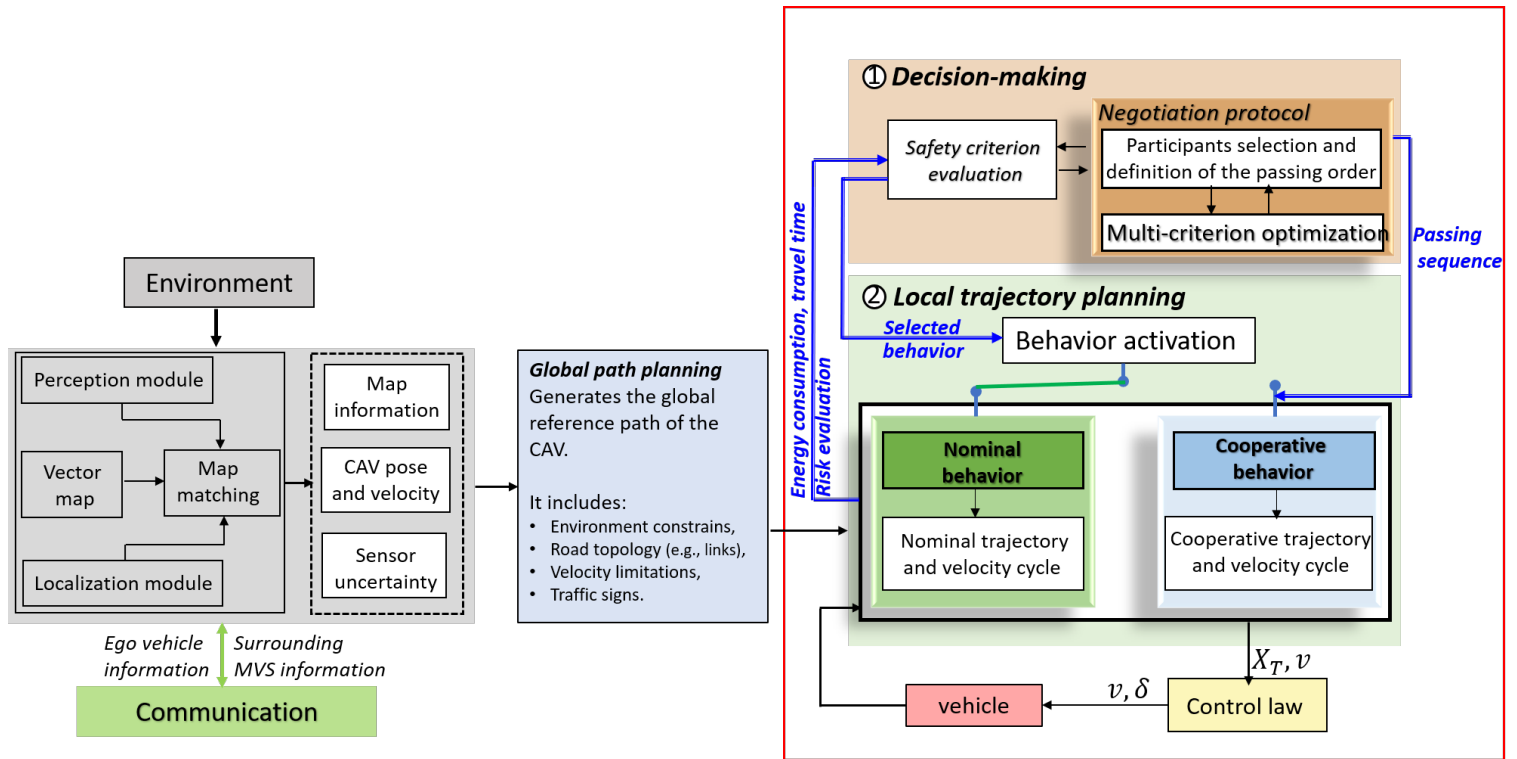 Environment
Perception module
Vector
map
Map
matching
Localization module
Map
information
CAV pose
and velocity
Sensor
uncertainty
Ego vehicle
information
Surrounding
MVS information
Communication
Global path planning
Generates the global
reference path of the
CAV.
It includes:
• Environment constrains,
• Road topology (e.g., links),
• Velocity limitations,
• Traffic signs.
① Decision-making
Safety criterion
evaluation
Negotiation protocol
Participants selection and
definition of the passing order
Multi-criterion optimization
Passing
sequence
Energy consumption, travel time
Risk evaluation
② Local trajectory planning
Selected
behavior
Behavior activation
Nominal
behavior
Nominal trajectory
and velocity cycle
Cooperative
behavior
Cooperative trajectory
and velocity cycle
X_T, v
Control law
v, δ
vehicle